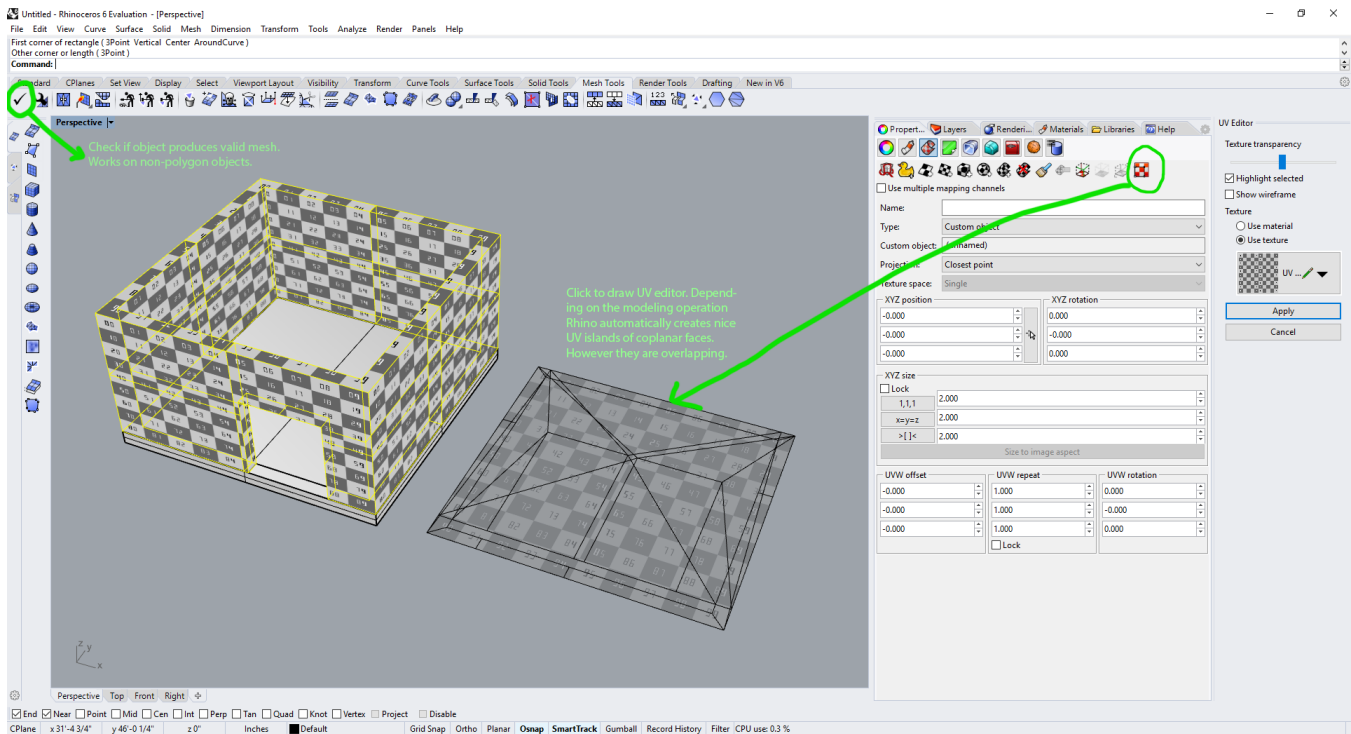 Untitled - Rhinoceros 6 Evaluation - [Perspective]
File Edit View Curve Surface Solid Mesh Dimension Transform Tools Analyze Render Panels Help
First corner of rectangle ( 3Point Vertical Center AroundCurve )
Other corner or length ( 3Point )
Command:
CPlanes Set View Display Select Viewport Layout Visibility Transform Curve Tools Surface Tools Solid Tools Mesh Tools Render Tools Drafting New in V6
Perspective
Check if object produces valid mesh.
Works on non-polygon objects.
Click to draw UV editor. Depend-
ing on the modeling operation
Rhino automatically creates nice
UV islands of coplanar faces.
However they are overlapping.
z y
x
Propert... Layers Renderi... Materials Libraries Help
Use multiple mapping channels
Name:
Type: Custom object
Custom object: (unnamed)
Projection: Closest point
Texture space: Single
XYZ position XYZ rotation
-0.000 0.000
-0.000 -0.000
-0.000 0.000
XYZ size
Lock
1,1,1 2.000
x=y=z 2.000
>[ ]< 2.000
Size to image aspect
UVW offset UVW repeat UVW rotation
-0.000 1.000 0.000
-0.000 1.000 -0.000
-0.000 1.000 0.000
Lock
UV Editor
Texture transparency
Highlight selected
Show wireframe
Texture
Use material
Use texture
UV ...
Apply
Cancel
Perspective Top Front Right
End Near Point Mid Cen Int Perp Tan Quad Knot Vertex Project Disable
CPlane x 31'-4 3/4" y 46'-0 1/4" z 0" Inches Default Grid Snap Ortho Planar Osnap SmartTrack Gumball Record History Filter CPU use: 0.3 %